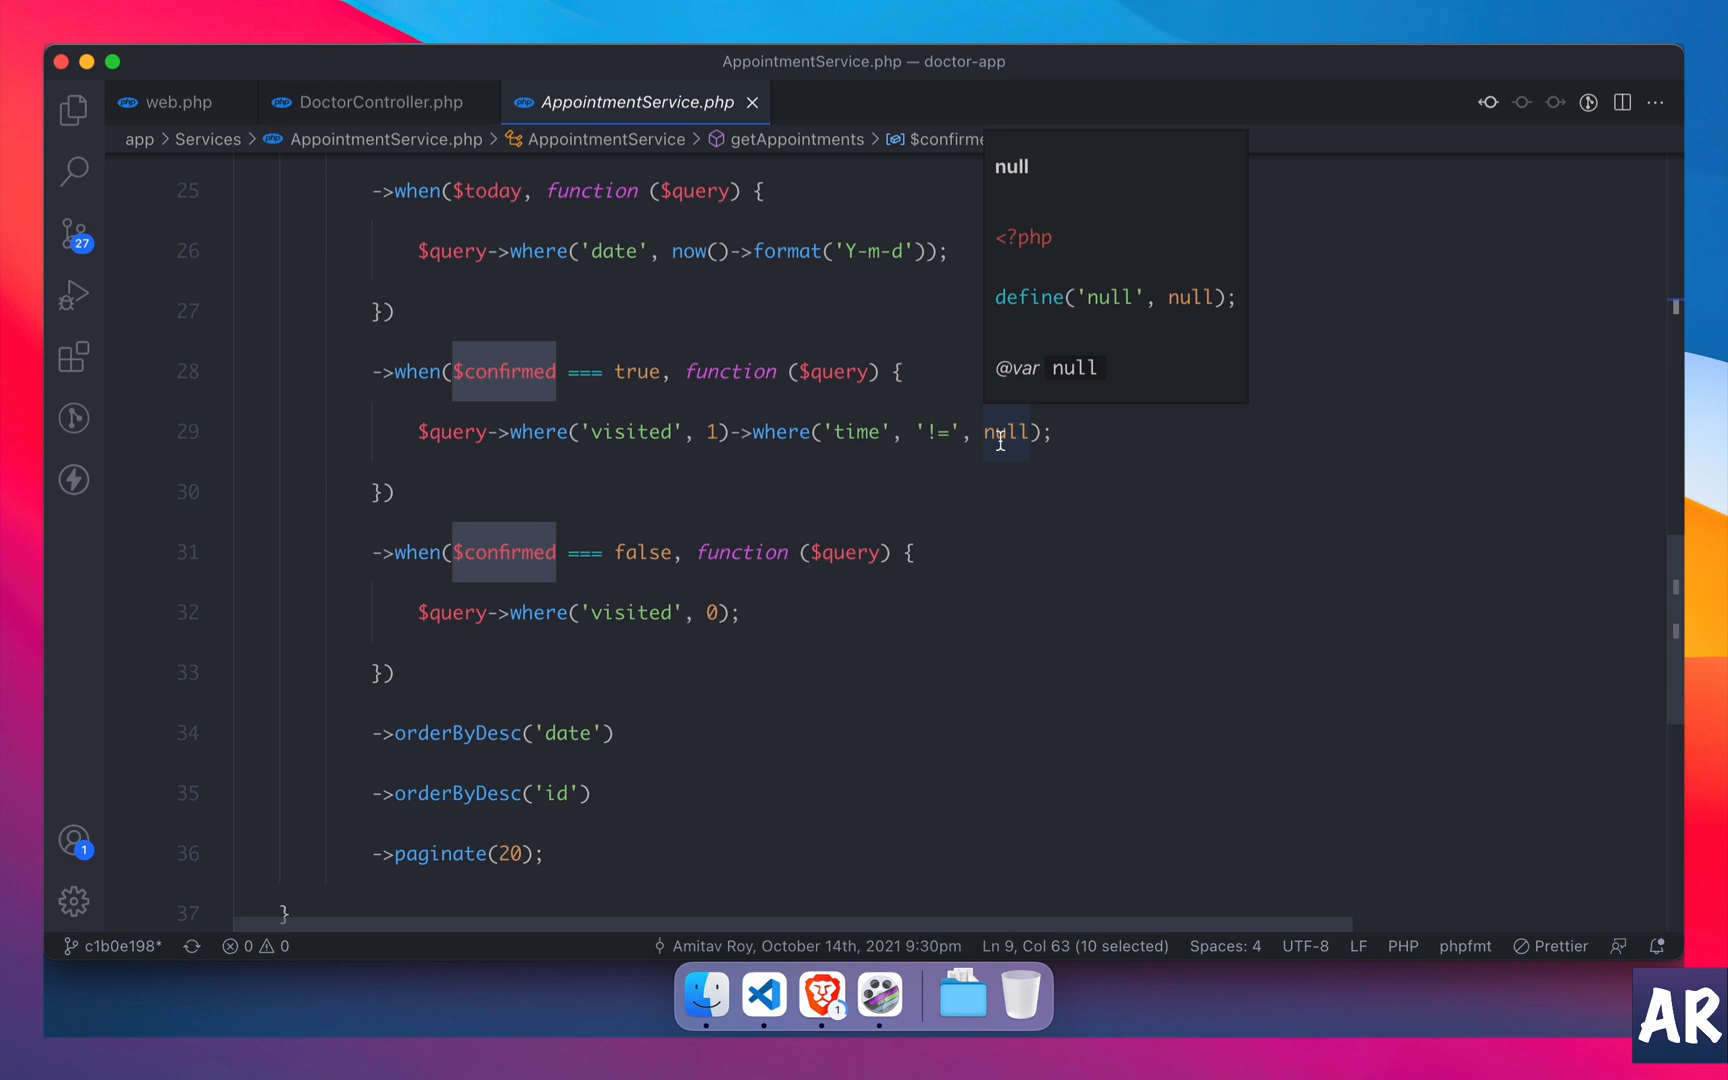 AppointmentService.php — doctor-app
web.php
DoctorController.php
AppointmentService.php
app > Services > AppointmentService.php > AppointmentService > getAppointments > $confirme
null
<?php
define('null', null);
@var null
25 ->when($today, function ($query) {
26 $query->where('date', now()->format('Y-m-d'));
27 })
28 ->when($confirmed === true, function ($query) {
29 $query->where('visited', 1)->where('time', '!=', null);
30 })
31 ->when($confirmed === false, function ($query) {
32 $query->where('visited', 0);
33 })
34 ->orderByDesc('date')
35 ->orderByDesc('id')
36 ->paginate(20);
37 }
27
1
c1b0e198* 0 0 Amitav Roy, October 14th, 2021 9:30pm Ln 9, Col 63 (10 selected) Spaces: 4 UTF-8 LF PHP phpfmt Prettier
1
AR